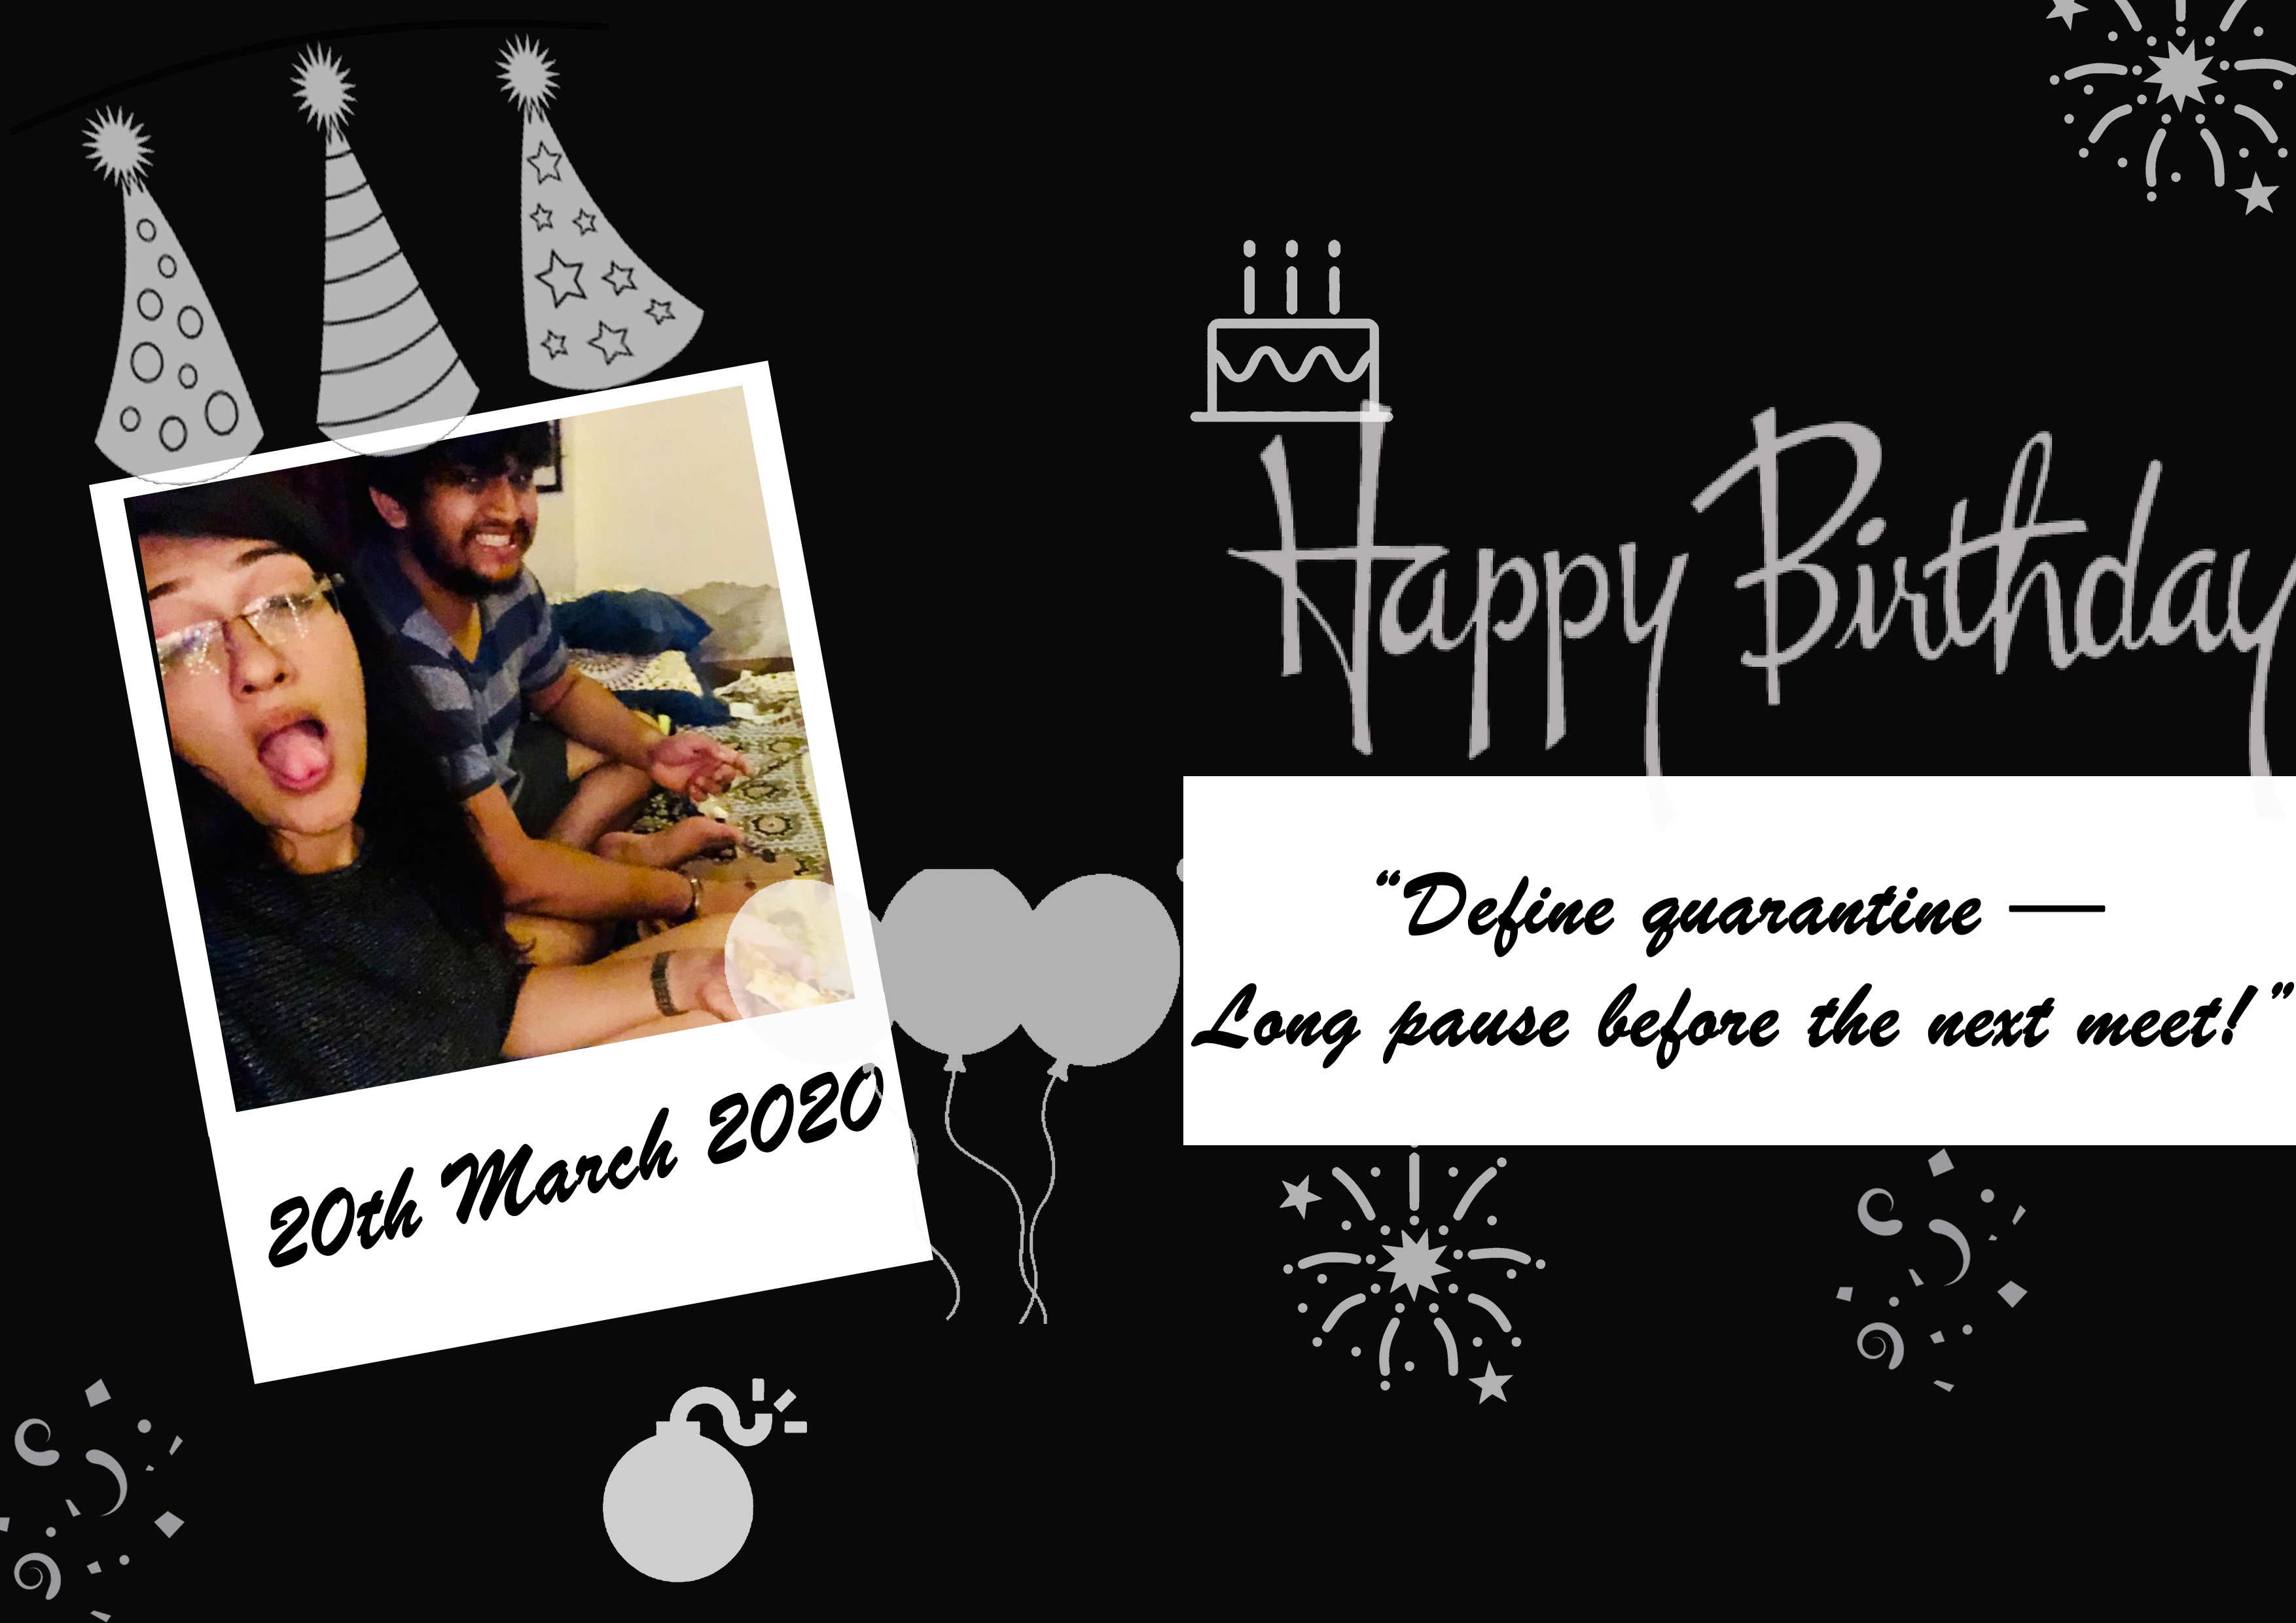 Happy Birthday
“Define quarantine —
Long pause before the next meet!”
20th March 2020